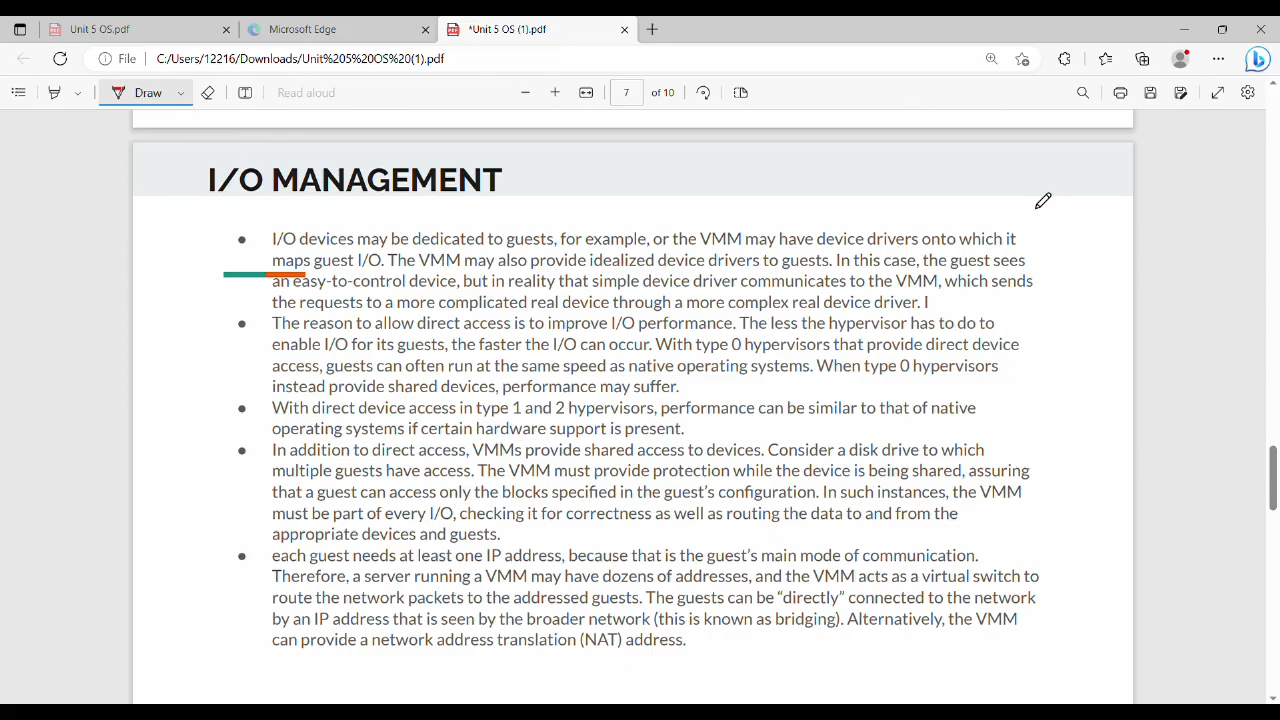 Unit 5 OS.pdf
Microsoft Edge
*Unit 5 OS (1).pdf
File
C:/Users/12216/Downloads/Unit%205%20OS%20(1).pdf
Draw
Read aloud
7
of 10
I/O MANAGEMENT
● I/O devices may be dedicated to guests, for example, or the VMM may have device drivers onto which it
maps guest I/O. The VMM may also provide idealized device drivers to guests. In this case, the guest sees
an easy-to-control device, but in reality that simple device driver communicates to the VMM, which sends
the requests to a more complicated real device through a more complex real device driver. I
● The reason to allow direct access is to improve I/O performance. The less the hypervisor has to do to
enable I/O for its guests, the faster the I/O can occur. With type 0 hypervisors that provide direct device
access, guests can often run at the same speed as native operating systems. When type 0 hypervisors
instead provide shared devices, performance may suffer.
● With direct device access in type 1 and 2 hypervisors, performance can be similar to that of native
operating systems if certain hardware support is present.
● In addition to direct access, VMMs provide shared access to devices. Consider a disk drive to which
multiple guests have access. The VMM must provide protection while the device is being shared, assuring
that a guest can access only the blocks specified in the guest’s configuration. In such instances, the VMM
must be part of every I/O, checking it for correctness as well as routing the data to and from the
appropriate devices and guests.
● each guest needs at least one IP address, because that is the guest’s main mode of communication.
Therefore, a server running a VMM may have dozens of addresses, and the VMM acts as a virtual switch to
route the network packets to the addressed guests. The guests can be “directly” connected to the network
by an IP address that is seen by the broader network (this is known as bridging). Alternatively, the VMM
can provide a network address translation (NAT) address.